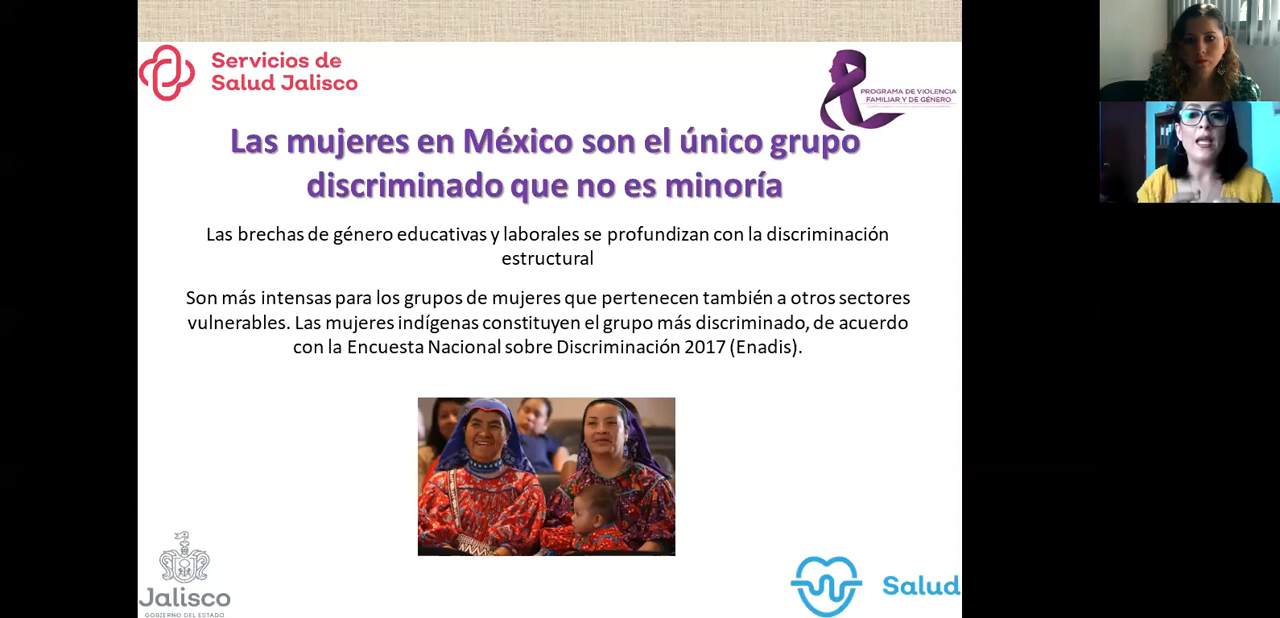 Servicios de
Salud Jalisco
PROGRAMA DE VIOLENCIA
FAMILIAR Y DE GÉNERO
Las mujeres en México son el único grupo
discriminado que no es minoría
Las brechas de género educativas y laborales se profundizan con la discriminación
estructural
Son más intensas para los grupos de mujeres que pertenecen también a otros sectores
vulnerables. Las mujeres indígenas constituyen el grupo más discriminado, de acuerdo
con la Encuesta Nacional sobre Discriminación 2017 (Enadis).
Jalisco
GOBIERNO DEL ESTADO
Salud